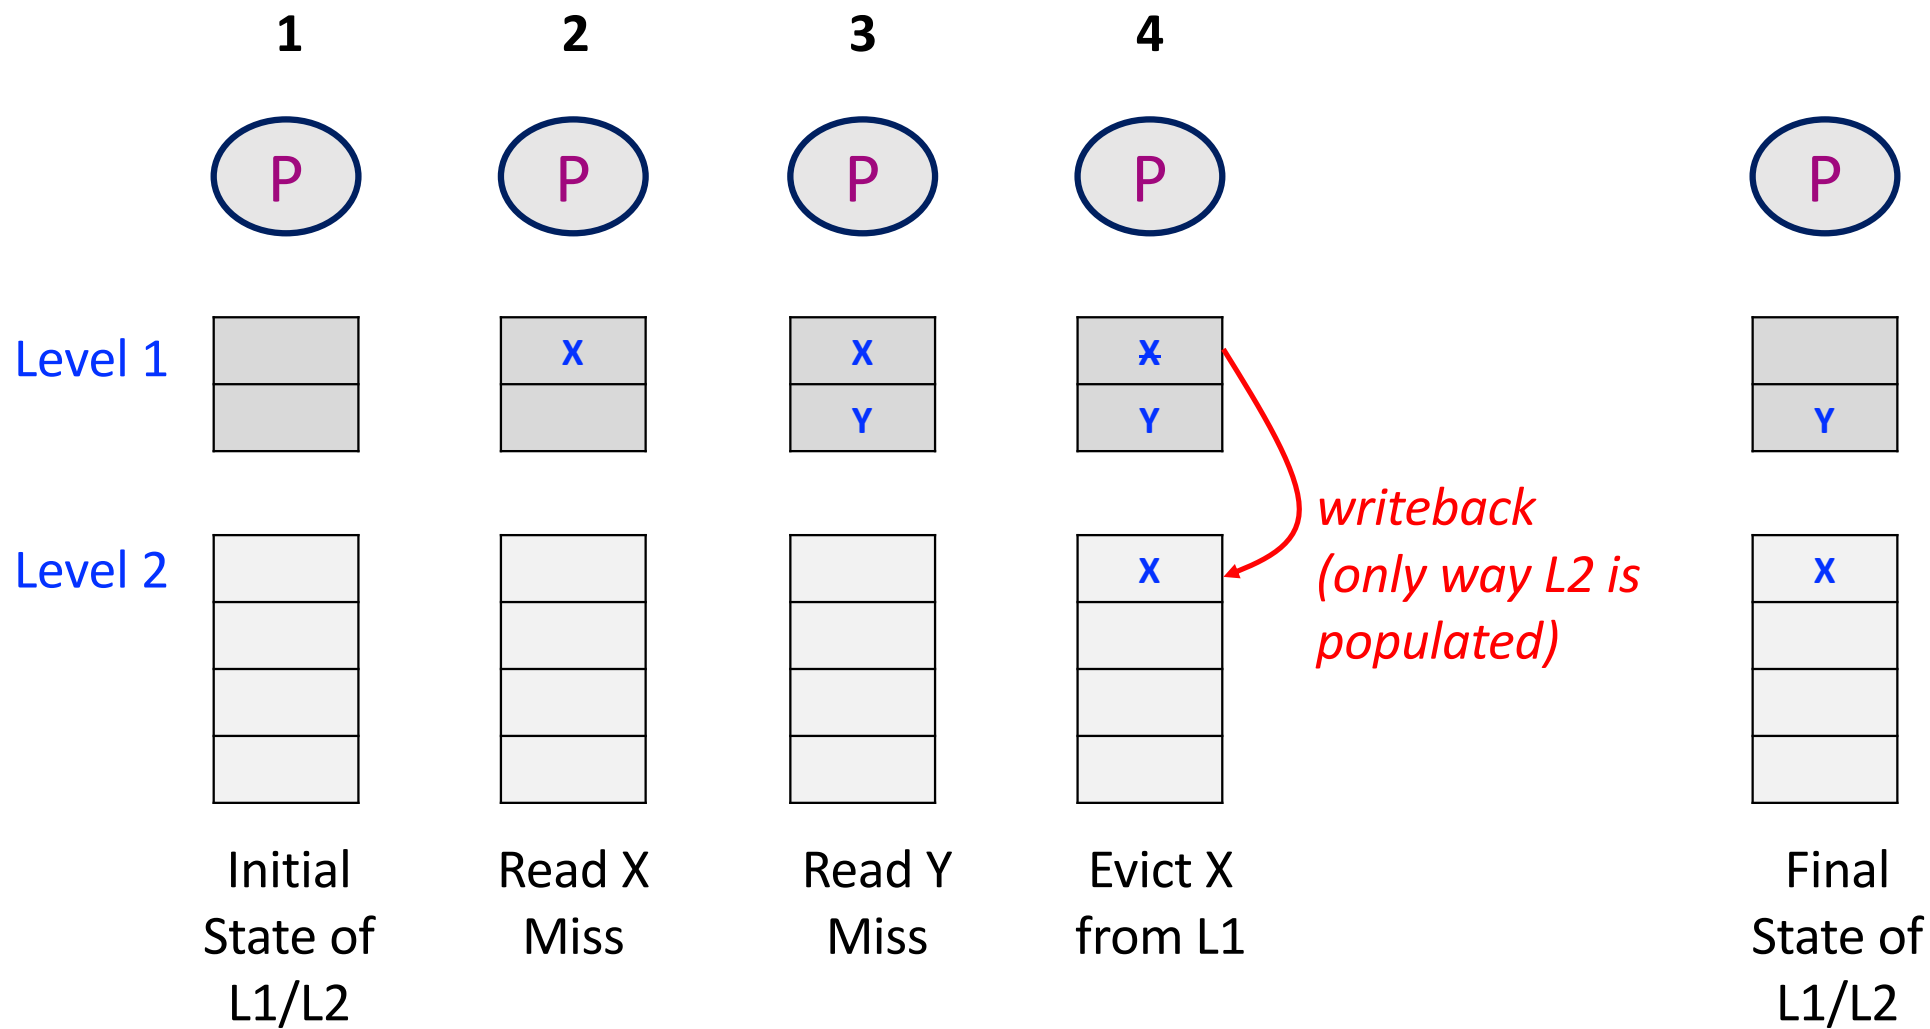 1 2 3 4
P P P P P
Level 1
X X X
Y Y Y
writeback
(only way L2 is
populated)
Level 2
X X
Initial
State of
L1/L2
Read X
Miss
Read Y
Miss
Evict X
from L1
Final
State of
L1/L2